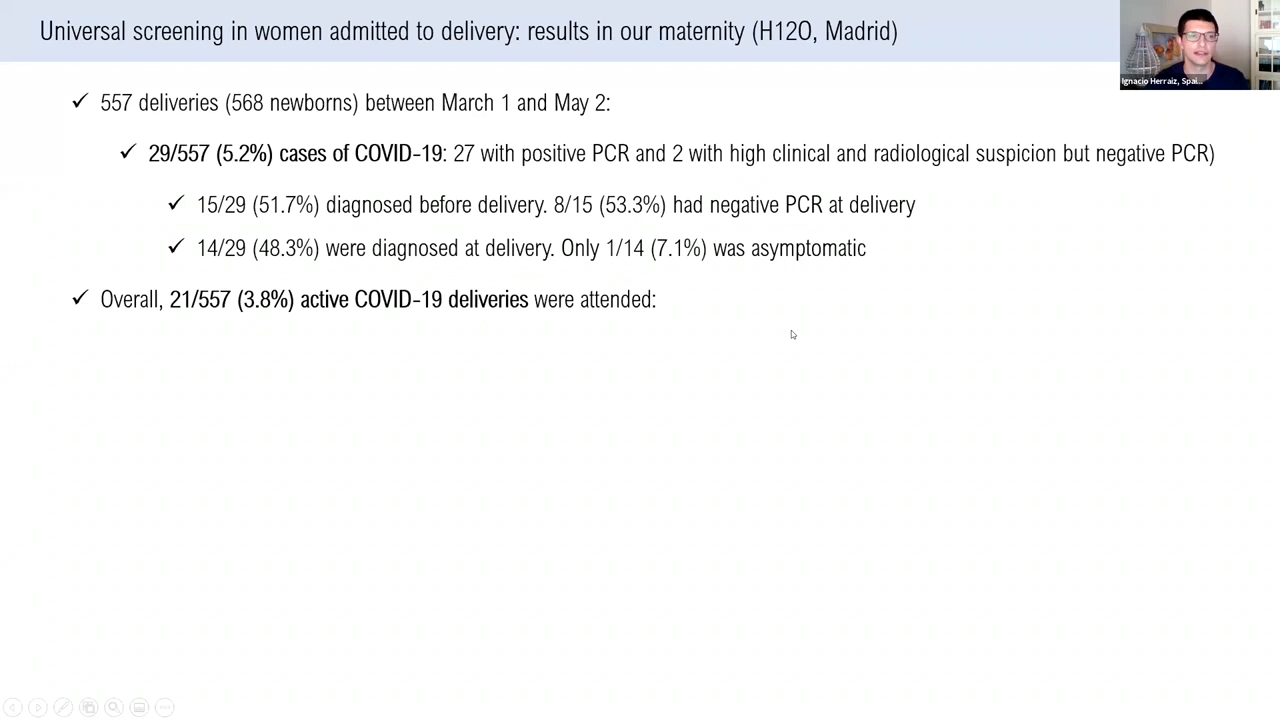 Universal screening in women admitted to delivery: results in our maternity (H12O, Madrid)
Ignacio Herraiz, Spai...
✓ 557 deliveries (568 newborns) between March 1 and May 2:
✓ 29/557 (5.2%) cases of COVID-19: 27 with positive PCR and 2 with high clinical and radiological suspicion but negative PCR)
✓ 15/29 (51.7%) diagnosed before delivery. 8/15 (53.3%) had negative PCR at delivery
✓ 14/29 (48.3%) were diagnosed at delivery. Only 1/14 (7.1%) was asymptomatic
✓ Overall, 21/557 (3.8%) active COVID-19 deliveries were attended: